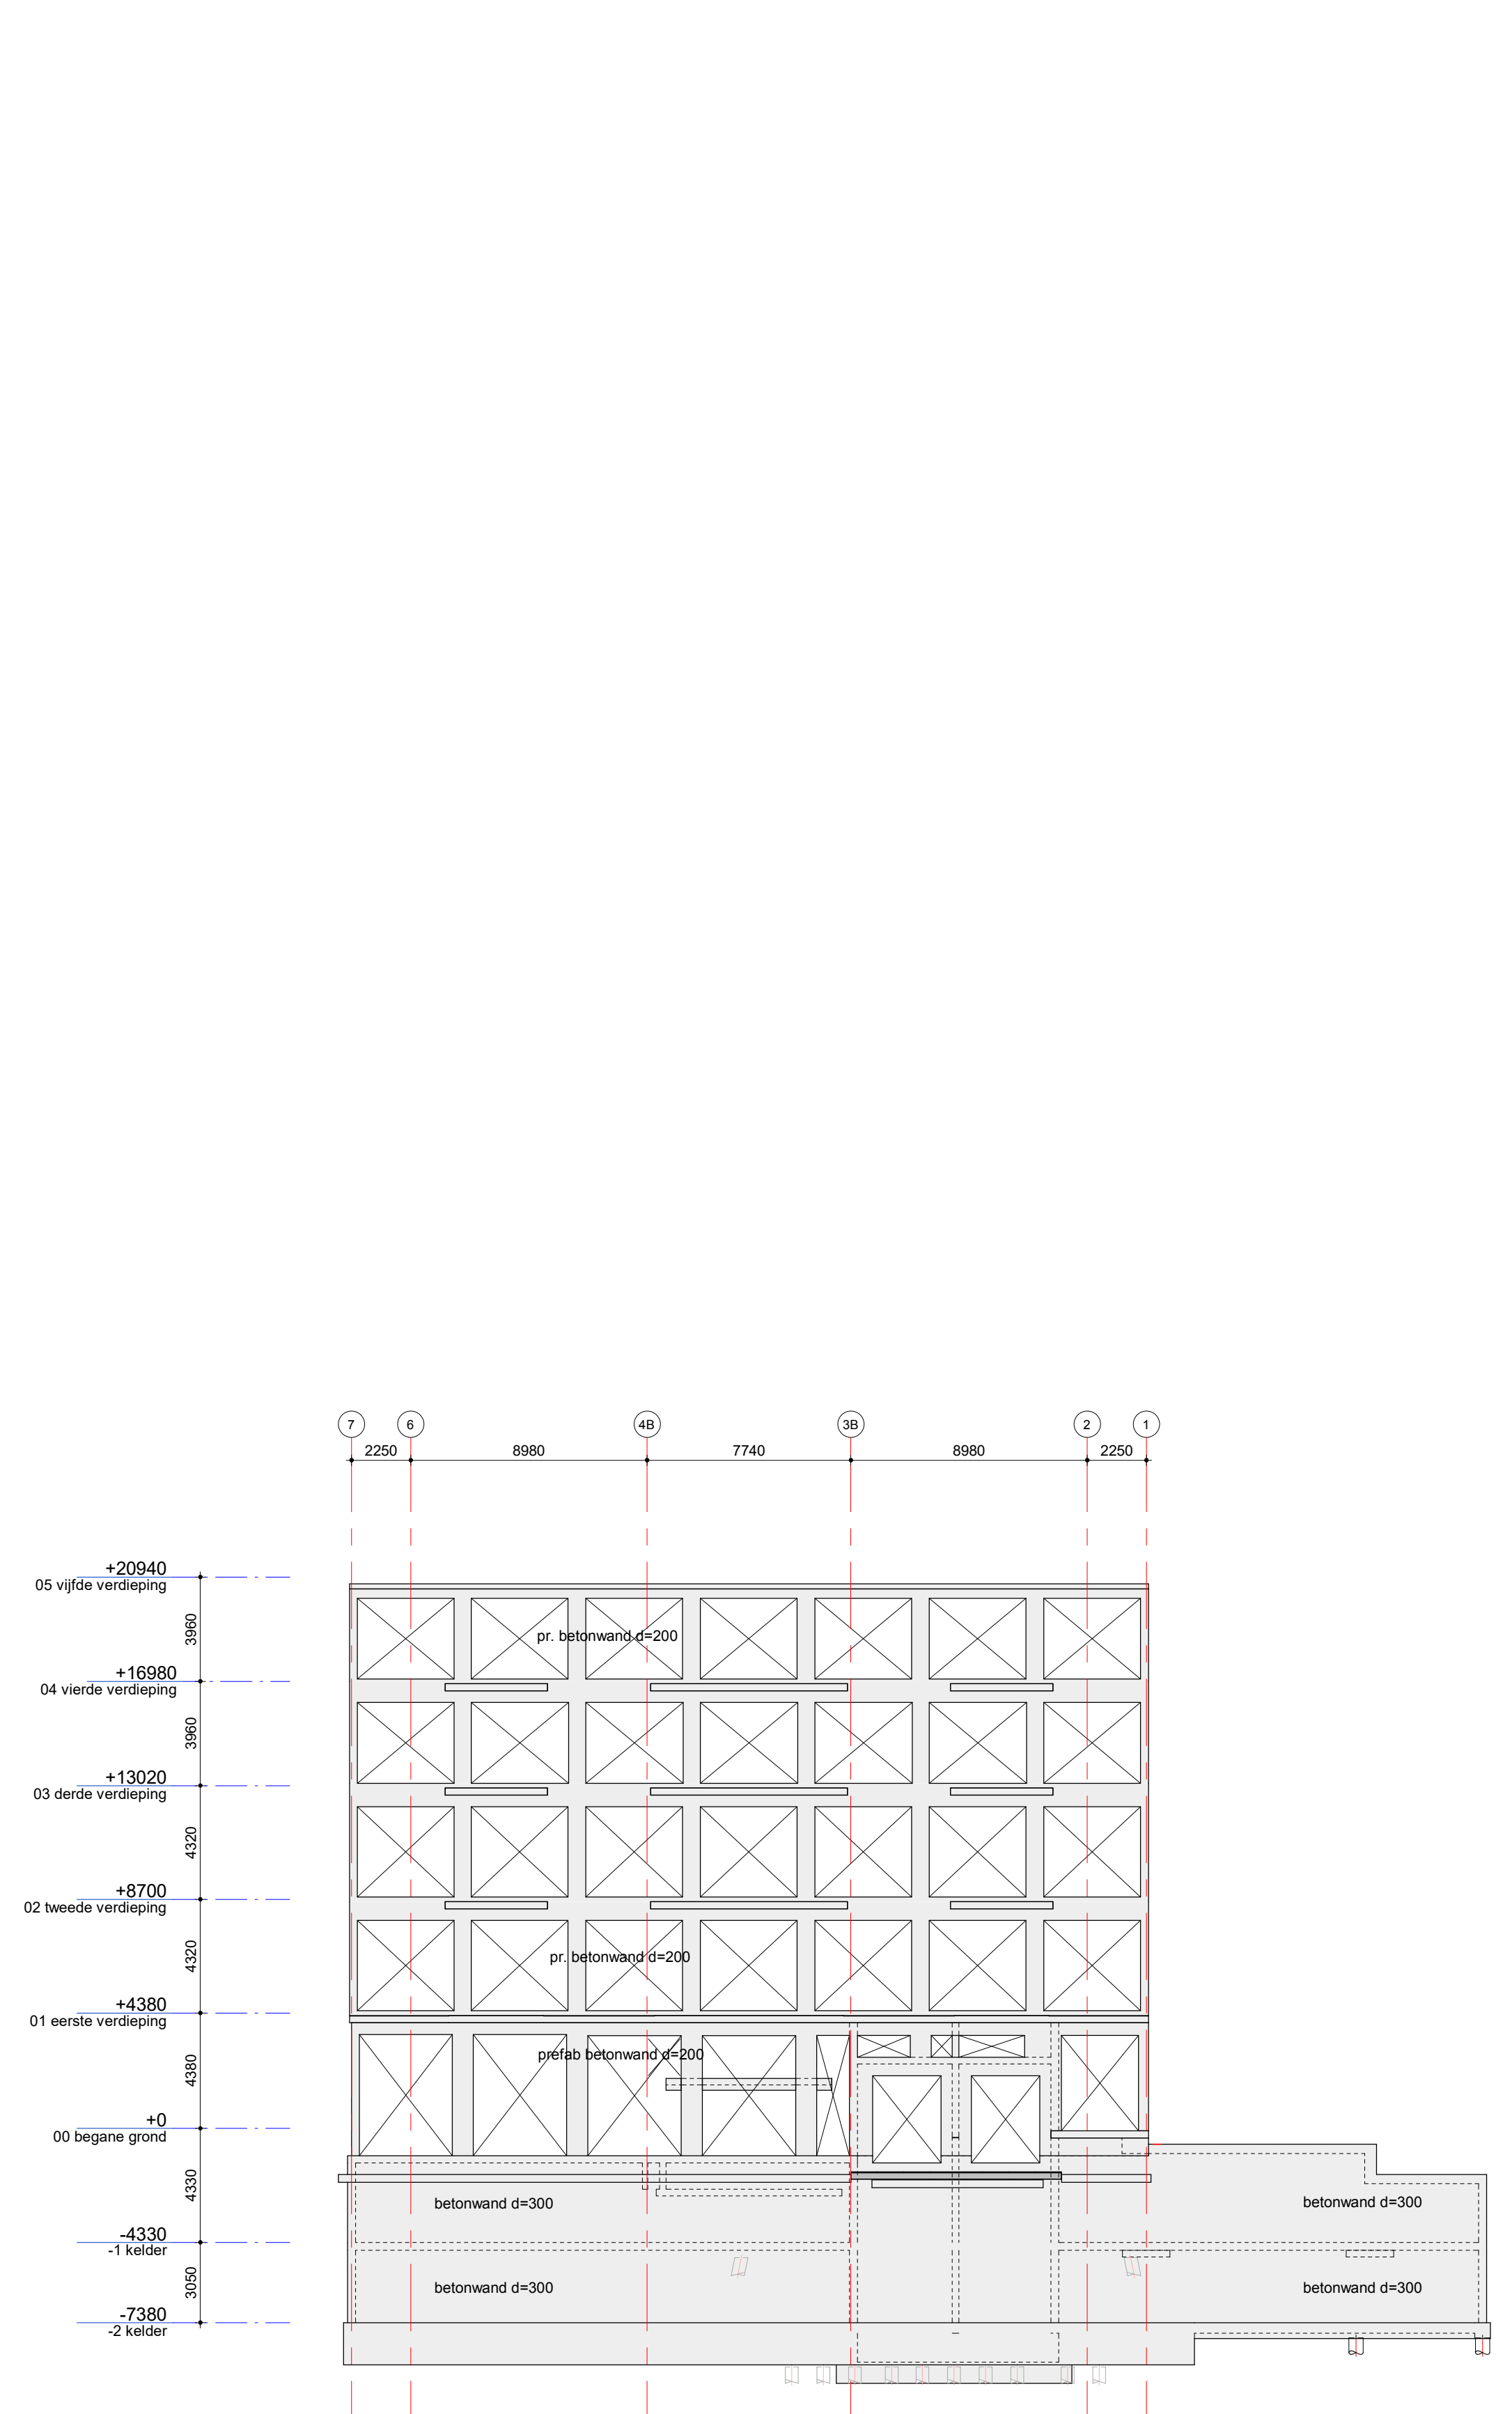 7 6 4B 3B 2 1
2250 8980 7740 8980 2250
+20940
05 vijfde verdieping
3960
pr. betonwand d=200
+16980
04 vierde verdieping
3960
+13020
03 derde verdieping
4320
+8700
02 tweede verdieping
4320
pr. betonwand d=200
+4380
01 eerste verdieping
4380
prefab betonwand d=200
+0
00 begane grond
4330
betonwand d=300 betonwand d=300
-4330
-1 kelder
3050
betonwand d=300 betonwand d=300
-7380
-2 kelder